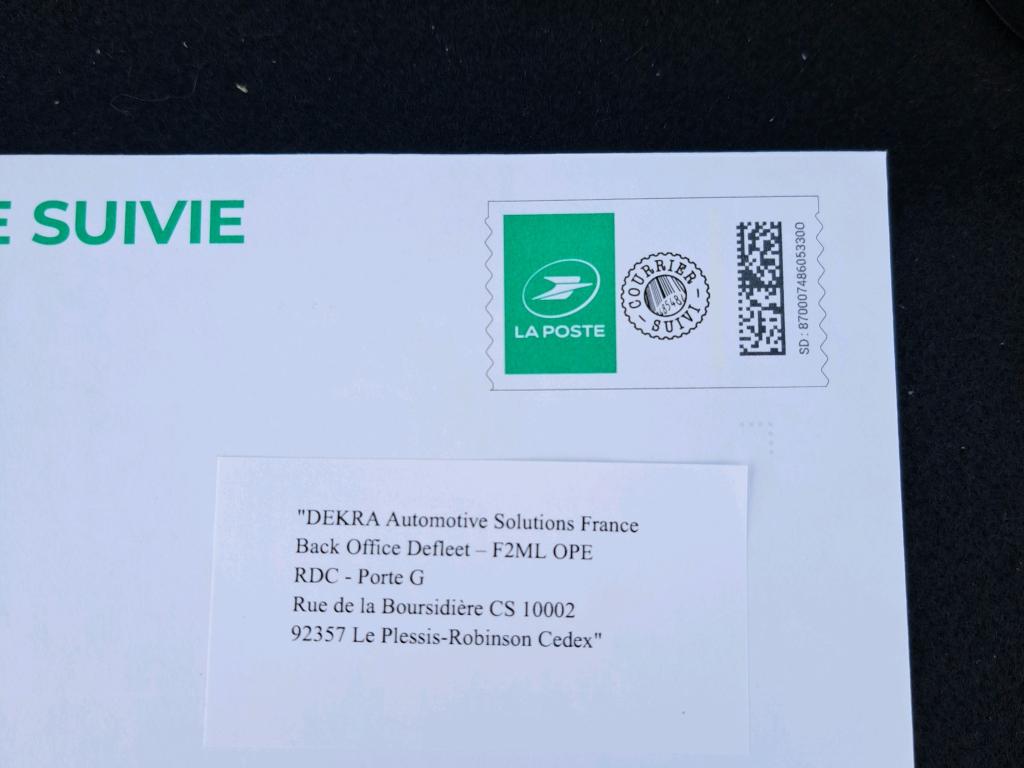 E SUIVIE
LA POSTE
COURRIER
SUIVI
SD : 87000748605330O
"DEKRA Automotive Solutions France
Back Office Defleet – F2ML OPE
RDC - Porte G
Rue de la Boursidière CS 10002
92357 Le Plessis-Robinson Cedex"